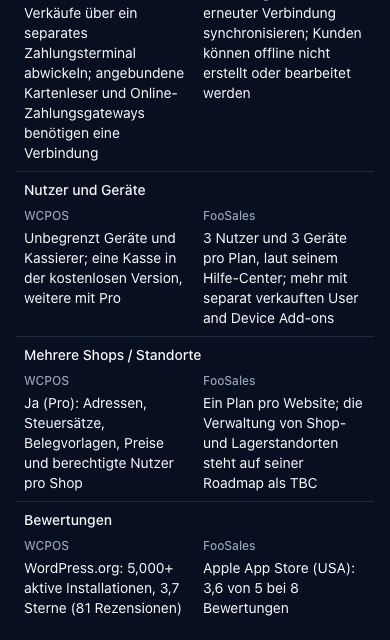 Verkäufe über ein
separates
Zahlungsterminal
abwickeln; angebundene
Kartenleser und Online-
Zahlungsgateways
benötigen eine
Verbindung
erneuter Verbindung
synchronisieren; Kunden
können offline nicht
erstellt oder bearbeitet
werden
Nutzer und Geräte
WCPOS
Unbegrenzt Geräte und
Kassierer; eine Kasse in
der kostenlosen Version,
weitere mit Pro
FooSales
3 Nutzer und 3 Geräte
pro Plan, laut seinem
Hilfe-Center; mehr mit
separat verkauften User
and Device Add-ons
Mehrere Shops / Standorte
WCPOS
Ja (Pro): Adressen,
Steuersätze,
Belegvorlagen, Preise
und berechtigte Nutzer
pro Shop
FooSales
Ein Plan pro Website; die
Verwaltung von Shop-
und Lagerstandorten
steht auf seiner
Roadmap als TBC
Bewertungen
WCPOS
WordPress.org: 5,000+
aktive Installationen, 3,7
Sterne (81 Rezensionen)
FooSales
Apple App Store (USA):
3,6 von 5 bei 8
Bewertungen